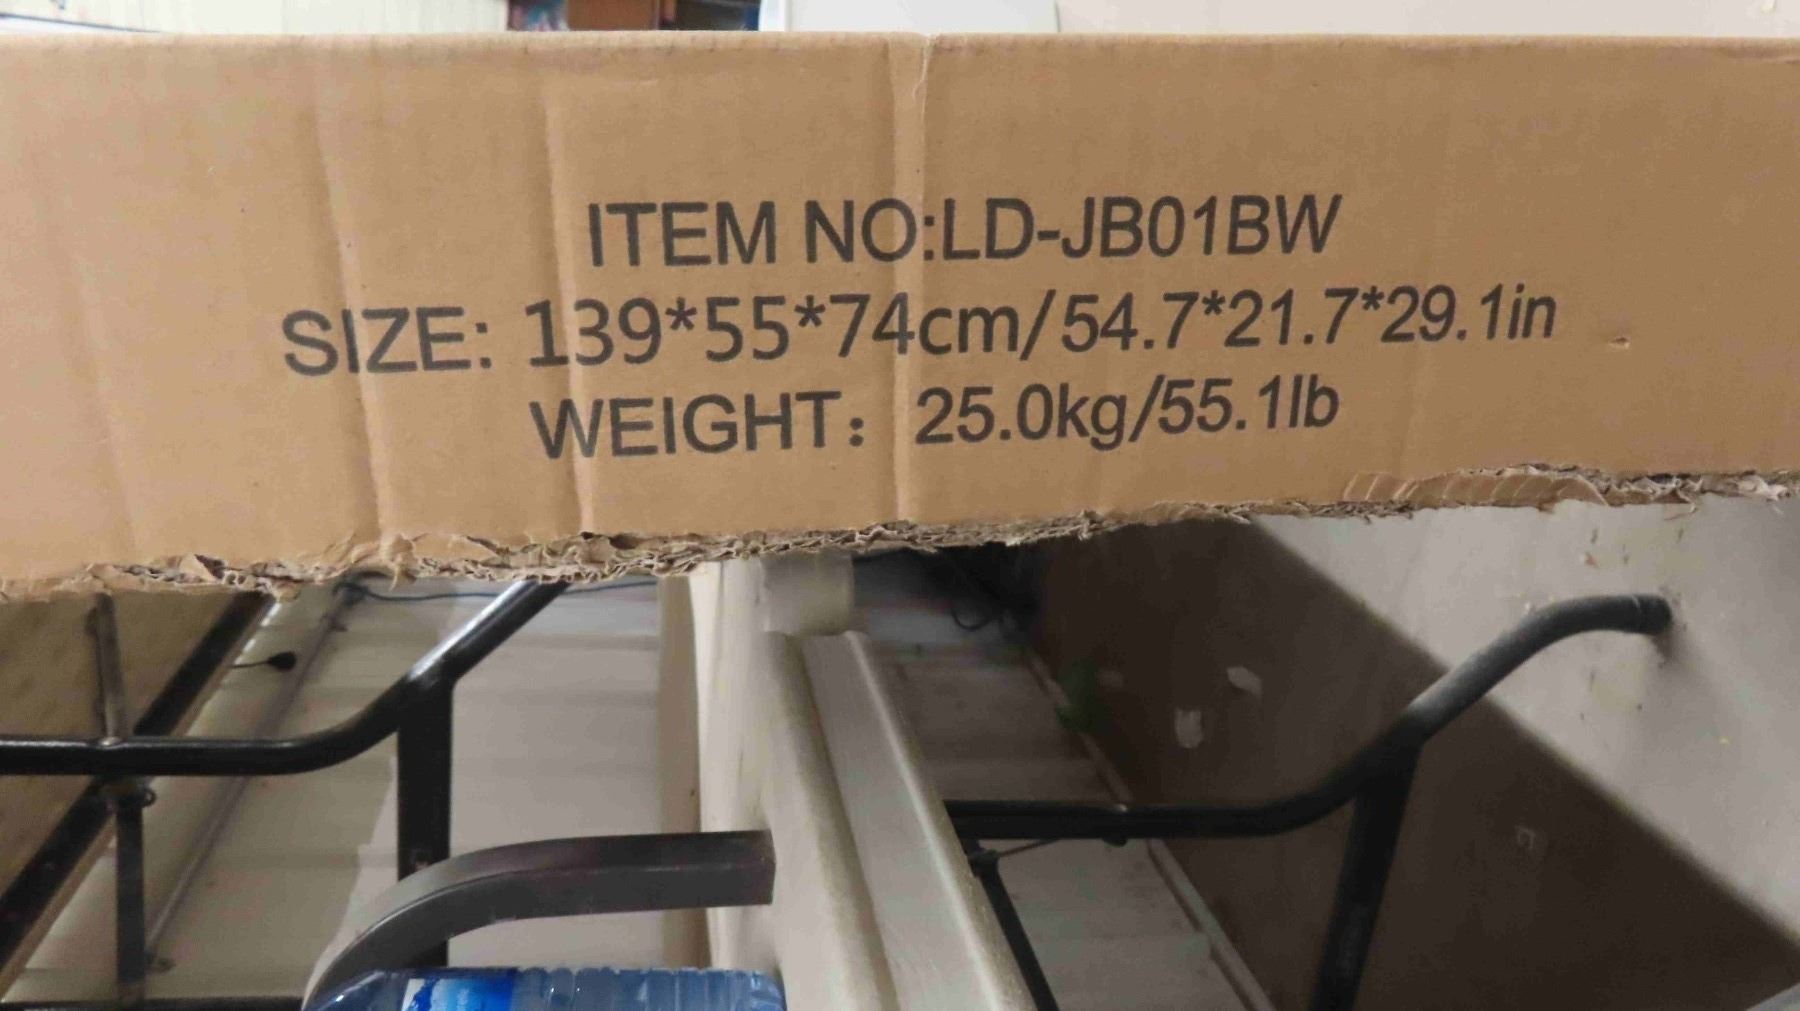 ITEM NO:LD-JB01BW
SIZE: 139*55*74cm/54.7*21.7*29.1in
WEIGHT： 25.0kg/55.1lb